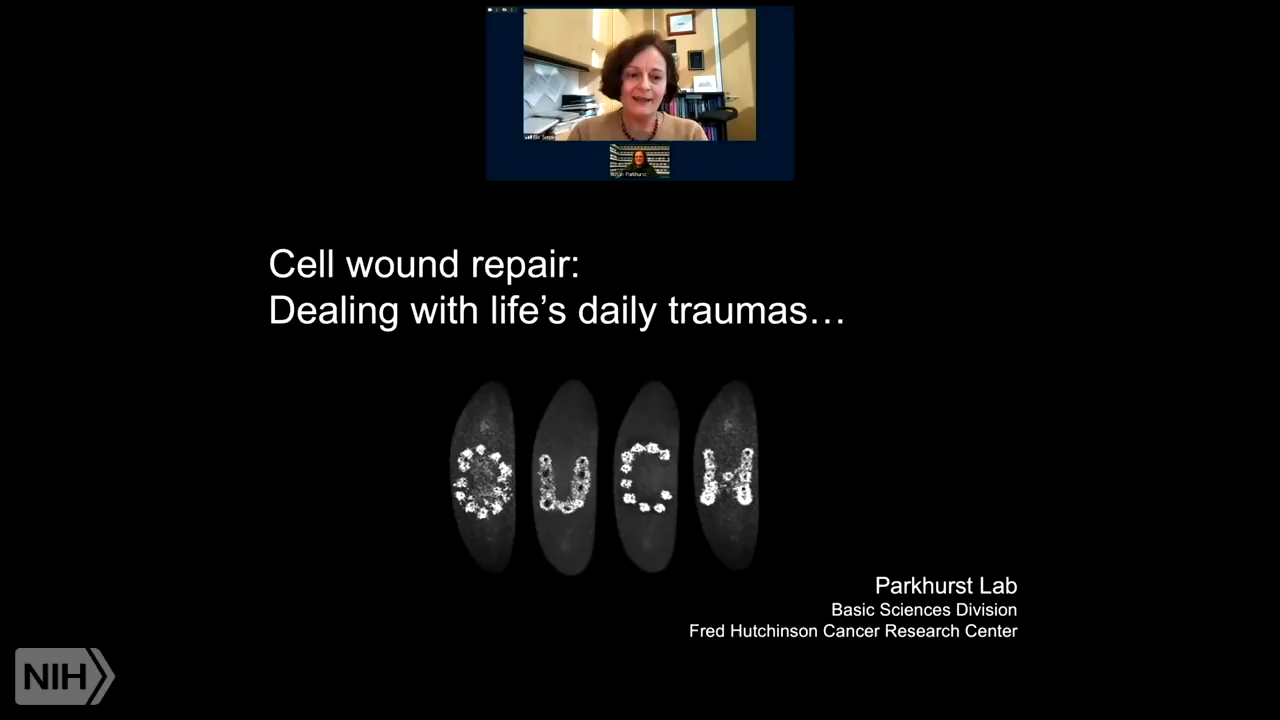 Cell wound repair:
Dealing with life’s daily traumas…
OUCH
Parkhurst Lab
Basic Sciences Division
Fred Hutchinson Cancer Research Center
NIH